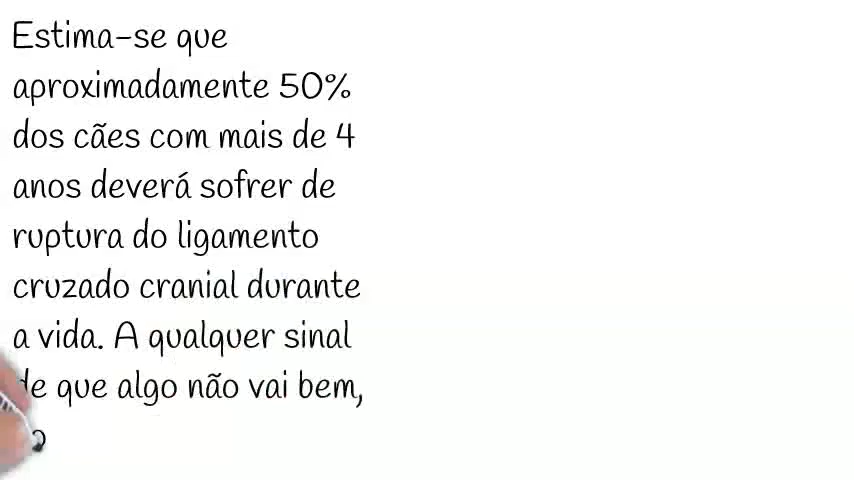 Estima-se que
aproximadamente 50%
dos cães com mais de 4
anos deverá sofrer de
ruptura do ligamento
cruzado cranial durante
a vida. A qualquer sinal
de que algo não vai bem,